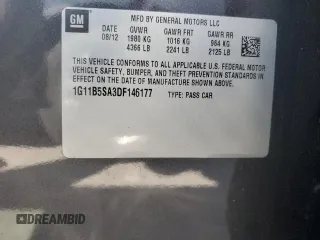 GM
MFD BY GENERAL MOTORS LLC
DATE GVWR GAWR FRT GAWR RR
08/12 1980 KG 1016 KG 964 KG
4366 LB 2241 LB 2125 LB
THIS VEHICLE CONFORMS TO ALL APPLICABLE U.S. FEDERAL MOTOR
VEHICLE SAFETY, BUMPER, AND THEFT PREVENTION STANDARDS IN
EFFECT ON THE DATE OF MANUFACTURE SHOWN ABOVE.
1G11B5SA3DF146177 TYPE: PASS CAR
DREAMBID